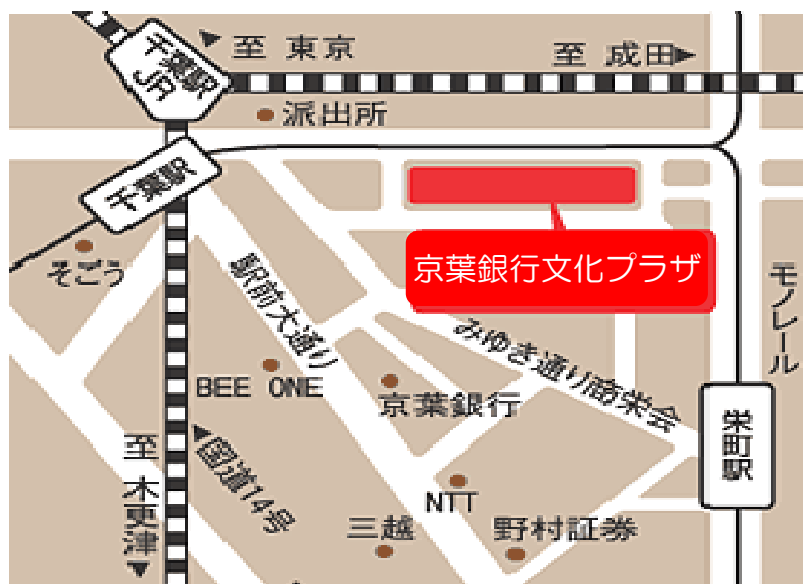 至 東京
至 成田
千葉駅
JR
派出所
千葉駅
そごう
京葉銀行文化プラザ
モノレール
駅前大通り
みゆき通り商栄会
BEE ONE
京葉銀行
栄町駅
至 木更津
国道14号
NTT
三越
野村証券